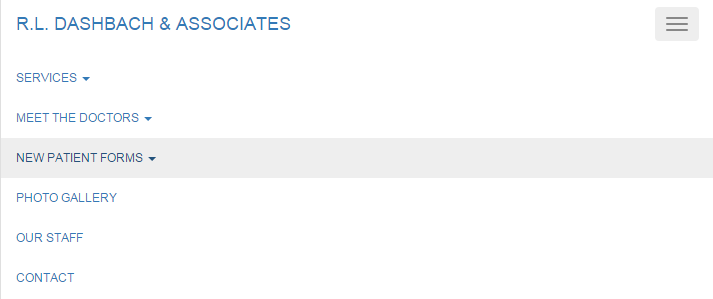 R.L. DASHBACH & ASSOCIATES
SERVICES
MEET THE DOCTORS
NEW PATIENT FORMS
PHOTO GALLERY
OUR STAFF
CONTACT